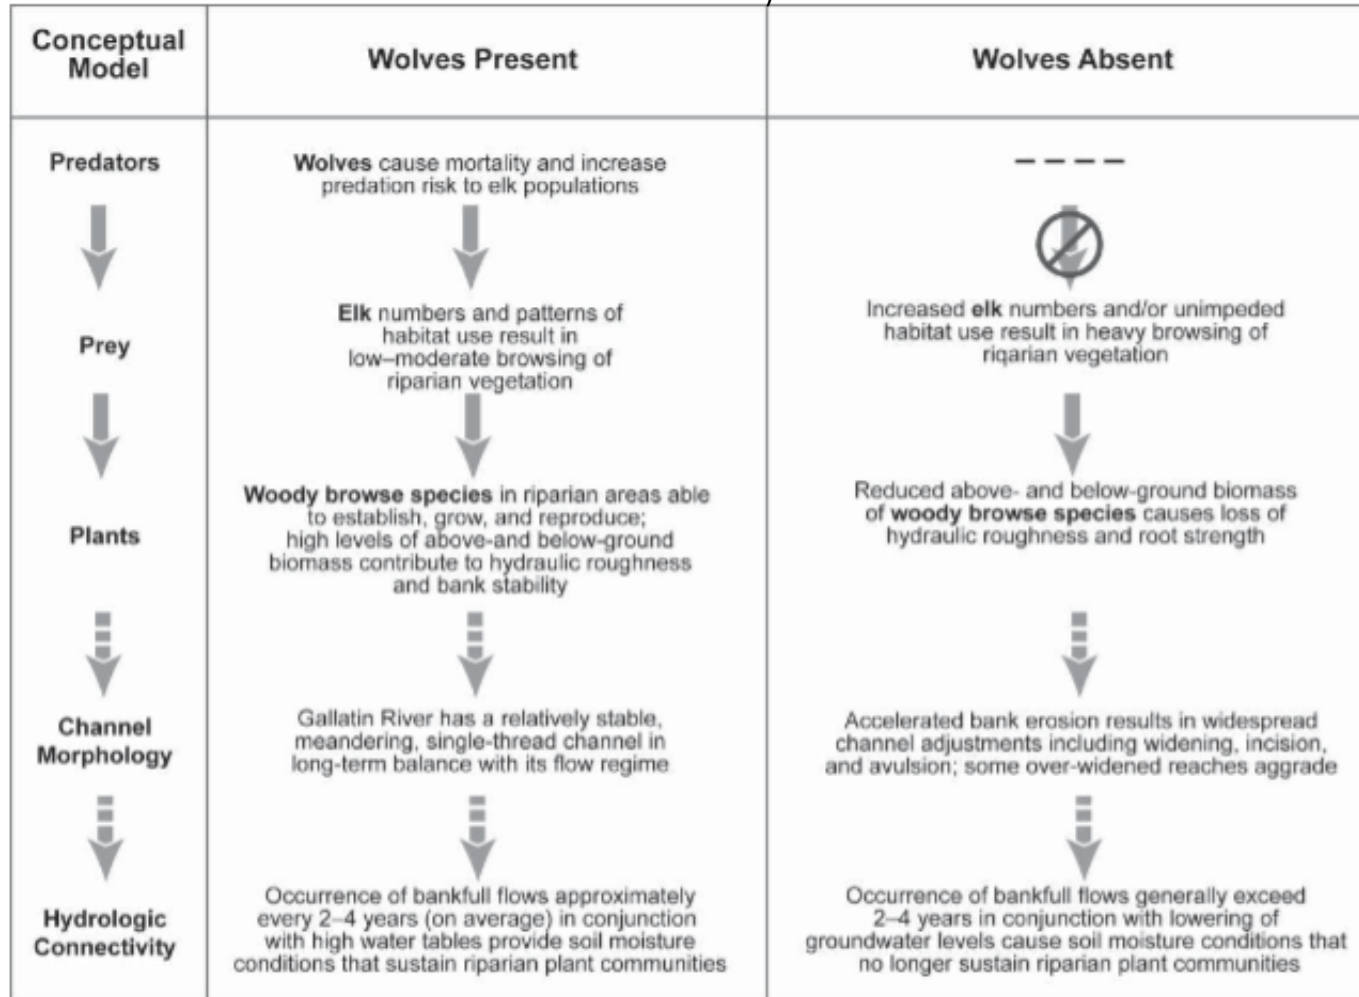 Conceptual
Model
Wolves Present
Wolves Absent
Predators
Wolves cause mortality and increase
predation risk to elk populations
– – – –
Prey
Elk numbers and patterns of
habitat use result in
low–moderate browsing of
riparian vegetation
Increased elk numbers and/or unimpeded
habitat use result in heavy browsing of
riqarian vegetation
Plants
Woody browse species in riparian areas able
to establish, grow, and reproduce;
high levels of above-and below-ground
biomass contribute to hydraulic roughness
and bank stability
Reduced above- and below-ground biomass
of woody browse species causes loss of
hydraulic roughness and root strength
Channel
Morphology
Gallatin River has a relatively stable,
meandering, single-thread channel in
long-term balance with its flow regime
Accelerated bank erosion results in widespread
channel adjustments including widening, incision,
and avulsion; some over-widened reaches aggrade
Hydrologic
Connectivity
Occurrence of bankfull flows approximately
every 2–4 years (on average) in conjunction
with high water tables provide soil moisture
conditions that sustain riparian plant communities
Occurrence of bankfull flows generally exceed
2–4 years in conjunction with lowering of
groundwater levels cause soil moisture conditions that
no longer sustain riparian plant communities